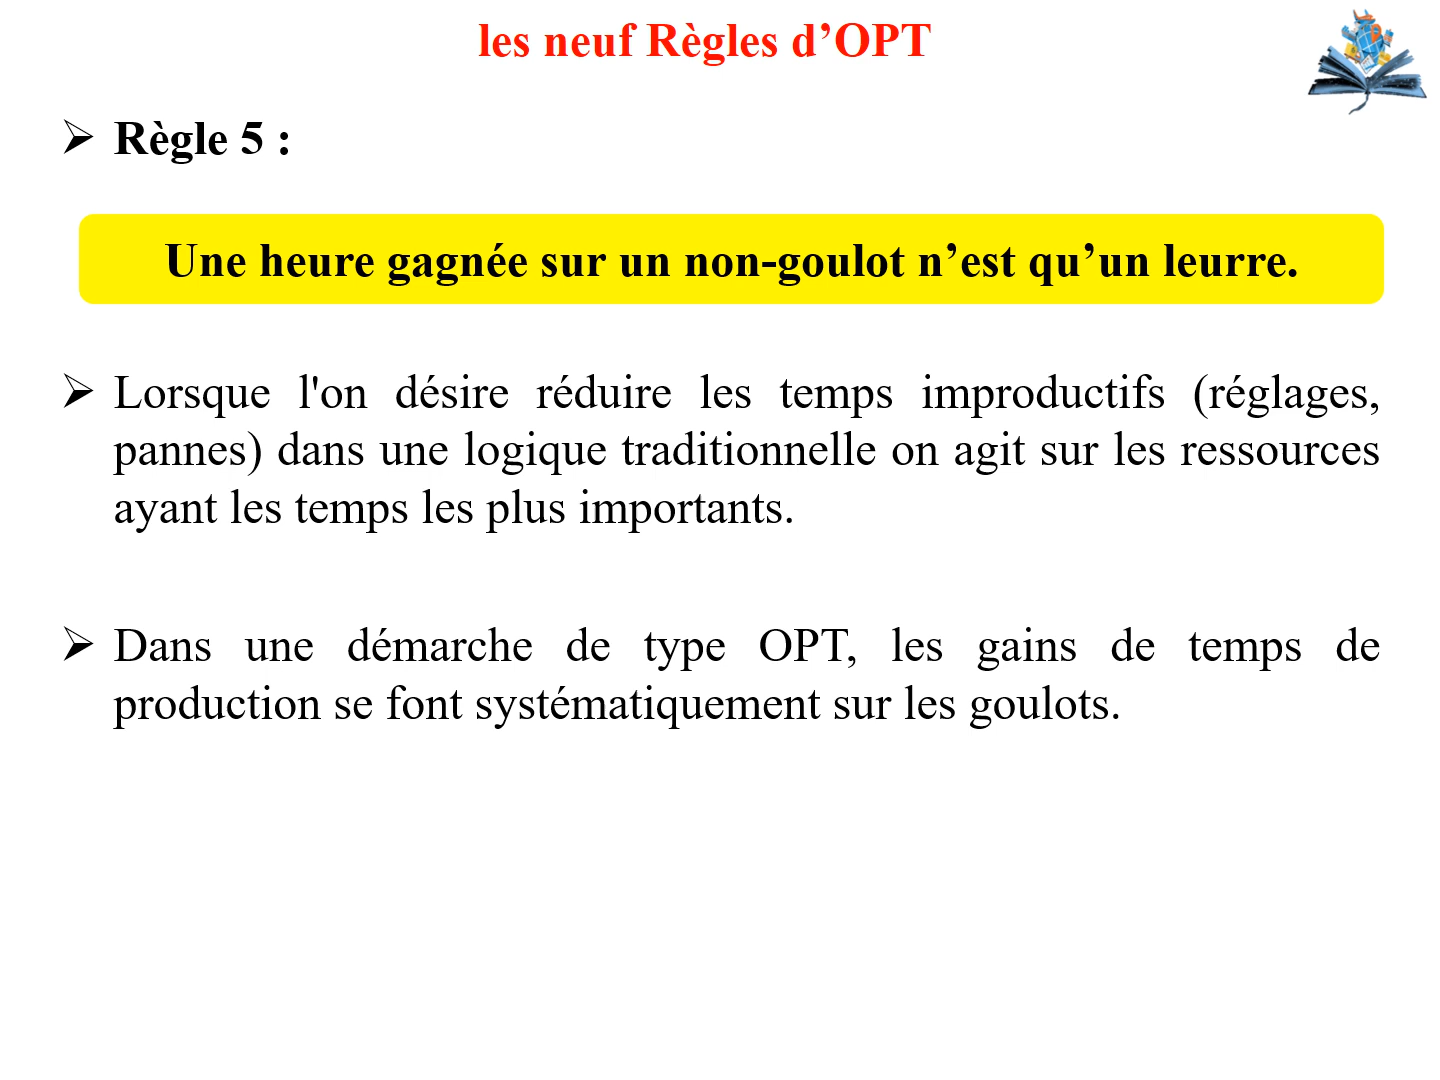 les neuf Règles d’OPT
➢ Règle 5 :
Une heure gagnée sur un non-goulot n’est qu’un leurre.
➢ Lorsque l'on désire réduire les temps improductifs (réglages,
pannes) dans une logique traditionnelle on agit sur les ressources
ayant les temps les plus importants.
➢ Dans une démarche de type OPT, les gains de temps de
production se font systématiquement sur les goulots.